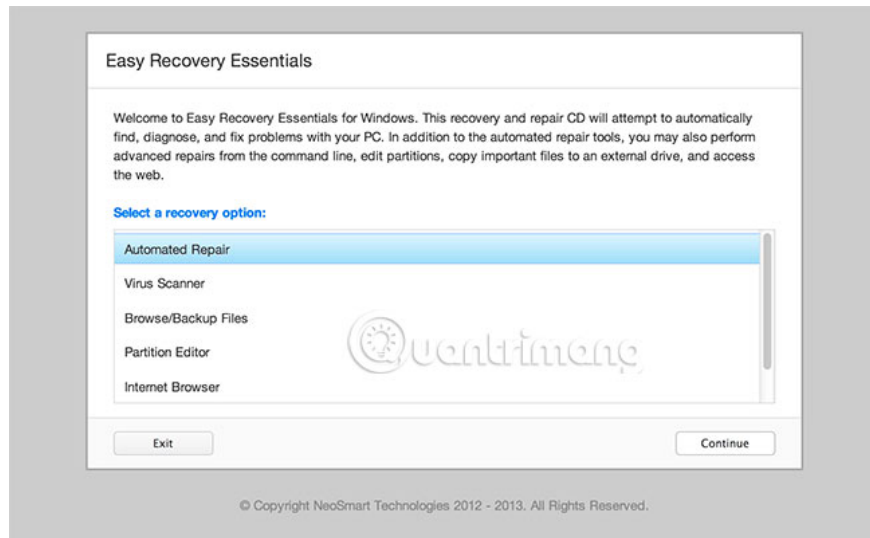 Easy Recovery Essentials
Welcome to Easy Recovery Essentials for Windows. This recovery and repair CD will attempt to automatically
find, diagnose, and fix problems with your PC. In addition to the automated repair tools, you may also perform
advanced repairs from the command line, edit partitions, copy important files to an external drive, and access
the web.
Select a recovery option:
Automated Repair
Virus Scanner
Browse/Backup Files
Partition Editor
Internet Browser
Quantrimang
Exit
Continue
© Copyright NeoSmart Technologies 2012 - 2013. All Rights Reserved.